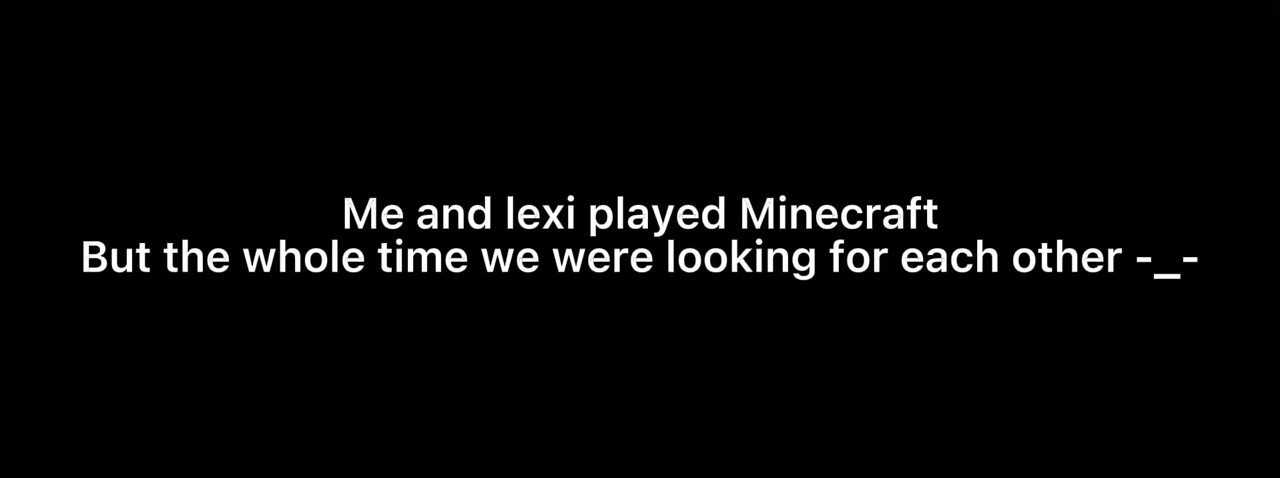 Me and lexi played Minecraft
But the whole time we were looking for each other -_-